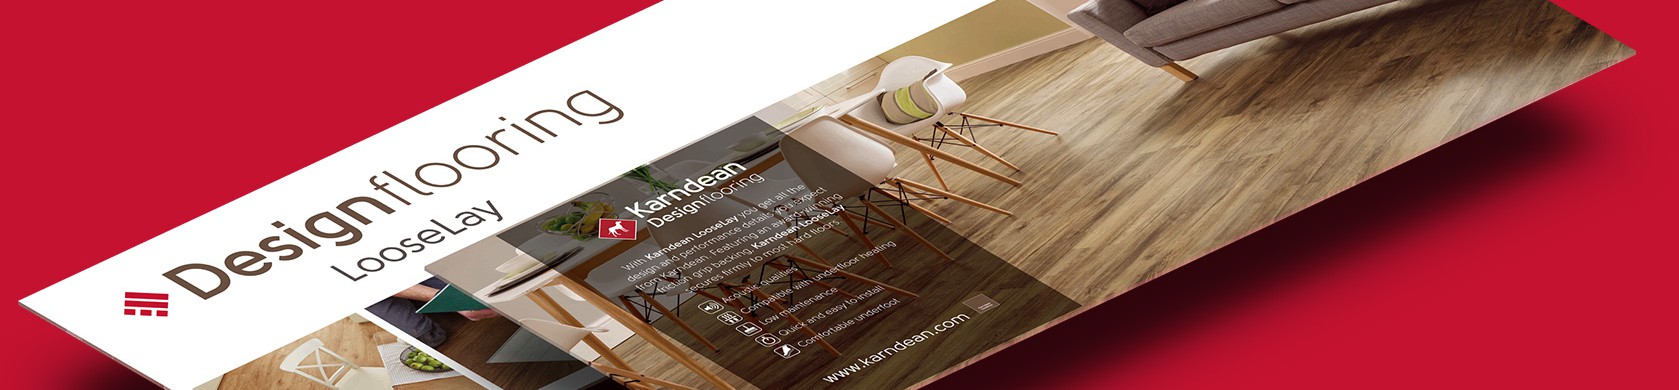 Designflooring
LooseLay
Karndean
Designflooring
With Karndean LooseLay you get all the
design and performance details you expect
from Karndean. Featuring an award winning
friction grip backing, Karndean LooseLay
secures firmly to most hard floors.
Acoustic qualities
Compatible with underfloor heating
Low maintenance
Quick and easy to install
Comfortable underfoot
www.karndean.com